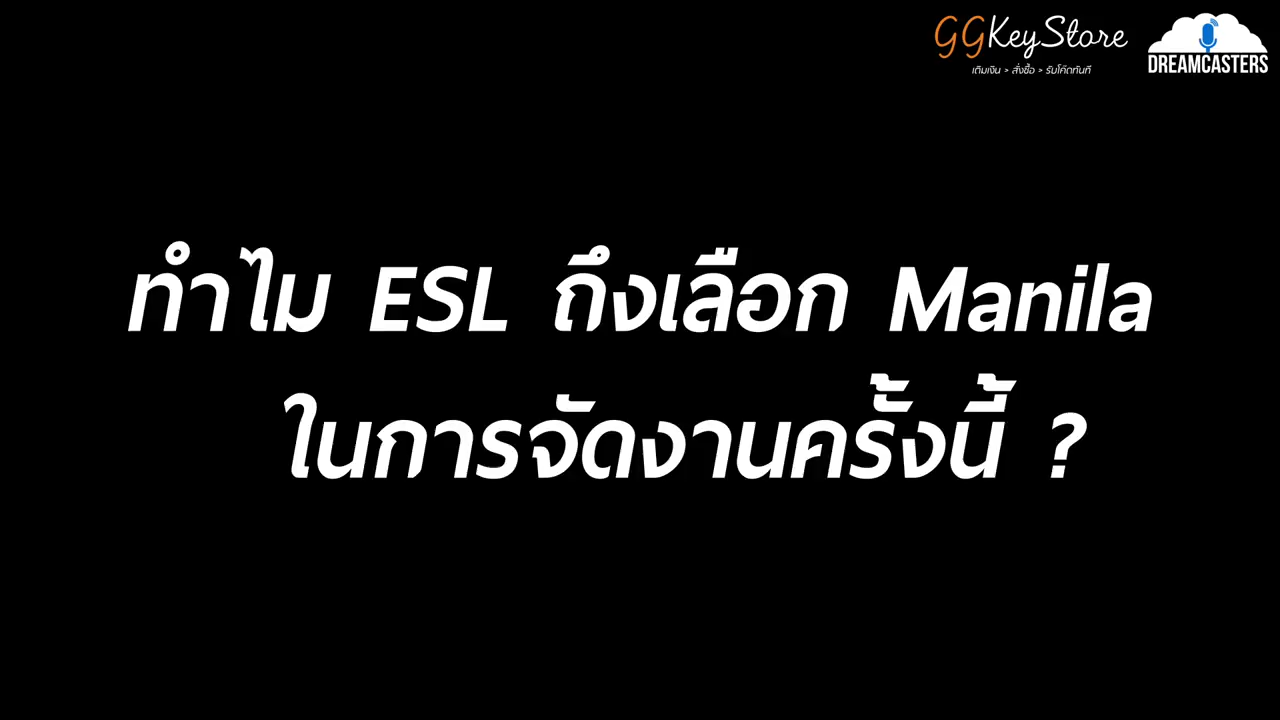 GGKeyStore
เติมเงิน > สั่งซื้อ > รับโค้ดทันที
DREAMCASTERS
ทำไม ESL ถึงเลือก Manila
ในการจัดงานครั้งนี้ ?